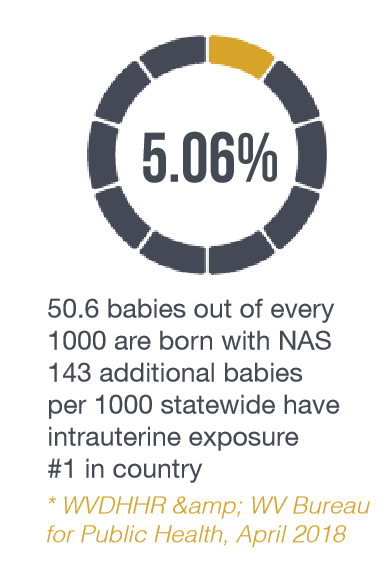 5.06%
50.6 babies out of every
1000 are born with NAS
143 additional babies
per 1000 statewide have
intrauterine exposure
#1 in country
* WVDHHR &amp; WV Bureau
for Public Health, April 2018